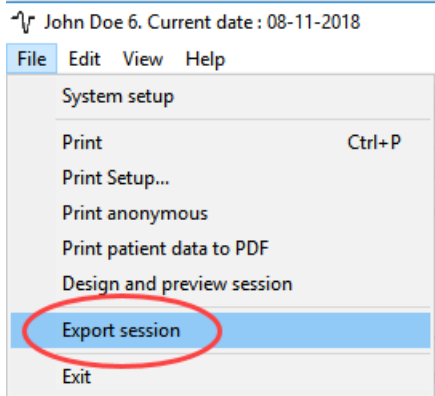 John Doe 6. Current date : 08-11-2018
File Edit View Help
System setup
Print Ctrl+P
Print Setup...
Print anonymous
Print patient data to PDF
Design and preview session
Export session
Exit